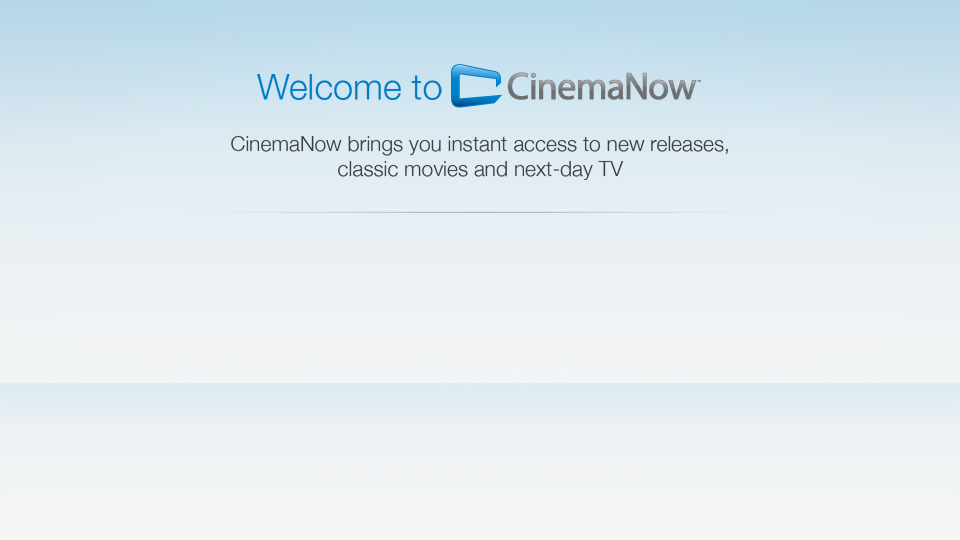 Welcome to CinemaNow™
CinemaNow brings you instant access to new releases,
classic movies and next-day TV